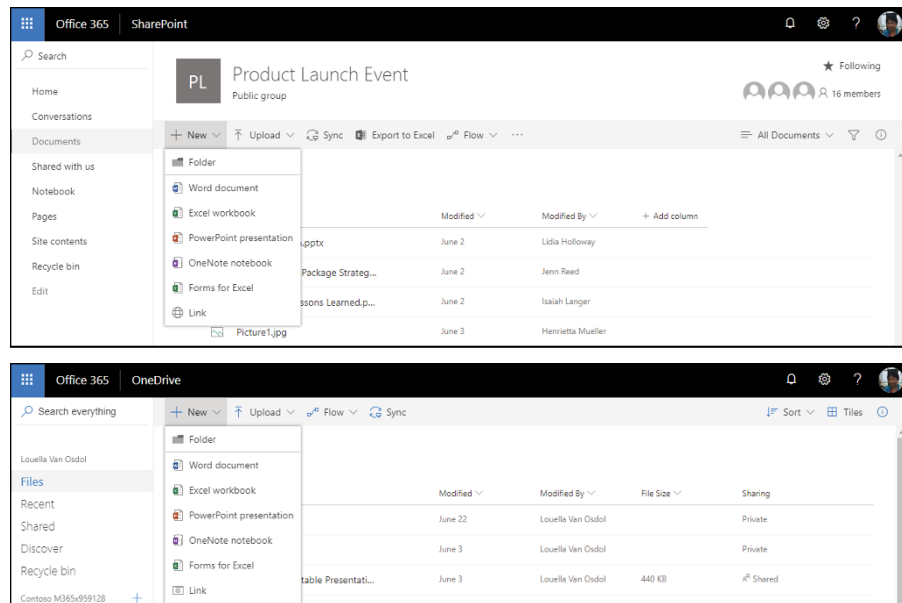 Office 365 SharePoint ?
Search
PL
Product Launch Event
Public group
Following
16 members
Home
Conversations
Documents
Shared with us
Notebook
Pages
Site contents
Recycle bin
Edit
+ New Upload Sync Export to Excel Flow ... All Documents
Folder
Word document
Excel workbook
PowerPoint presentation
OneNote notebook
Forms for Excel
Link
Modified Modified By + Add column
.pptx June 2 Lidia Holloway
Package Strateg... June 2 Jenn Reed
ssons Learned.p... June 2 Isaiah Langer
Picture1.jpg June 3 Henrietta Mueller
Office 365 OneDrive ?
Search everything
+ New Upload Flow Sync Sort Tiles
Louella Van Osdol
Files
Recent
Shared
Discover
Recycle bin
Contoso M365x959128 +
Folder
Word document
Excel workbook
PowerPoint presentation
OneNote notebook
Forms for Excel
Link
Modified Modified By File Size Sharing
June 22 Louella Van Osdol Private
June 3 Louella Van Osdol Private
table Presentati... June 3 Louella Van Osdol 440 KB Shared